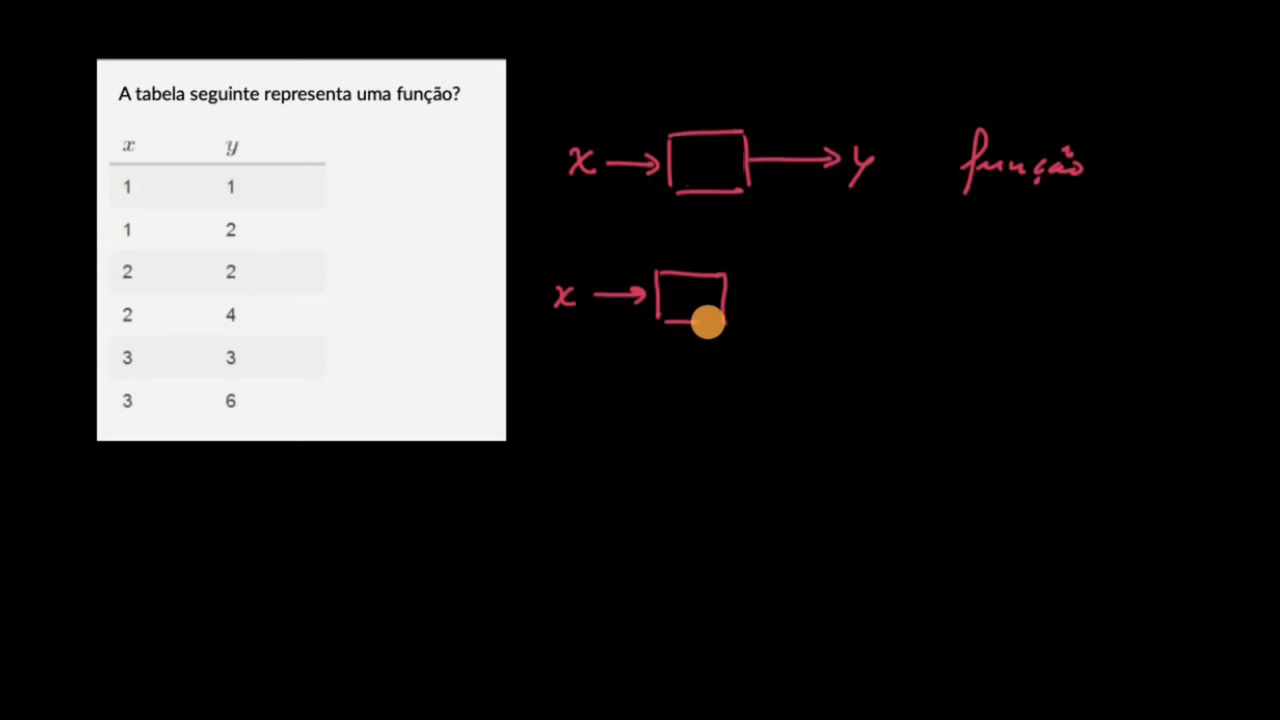 A tabela seguinte representa uma função?
x y
1 1
1 2
2 2
2 4
3 3
3 6
x y função
x